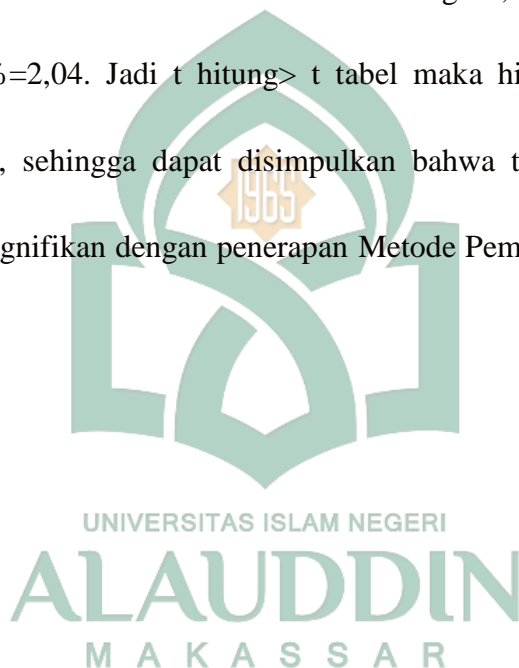 %=2,04. Jadi t hitung> t tabel maka hi
, sehingga dapat disimpulkan bahwa t
gnifikan dengan penerapan Metode Pem
1965
UNIVERSITAS ISLAM NEGERI
ALAUDDIN
MAKASSAR